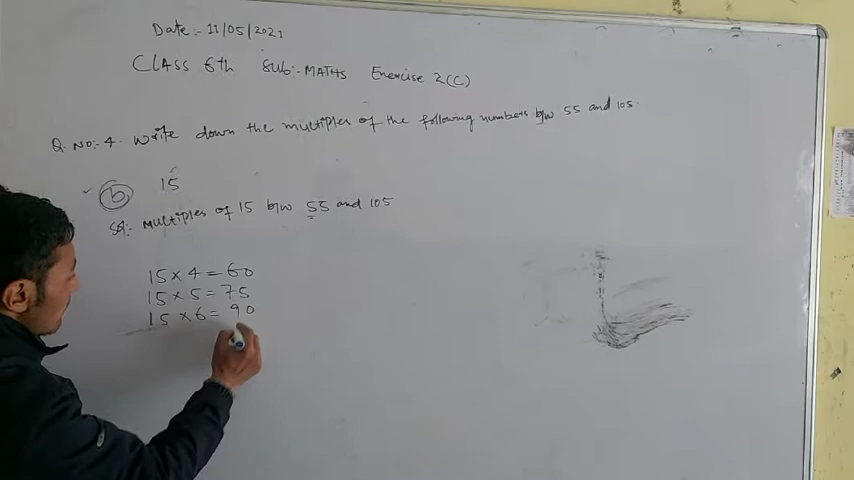 Date:- 11/05/2021
CLASS 6th Sub:- MATHS Exercise 2(C)
Q.NO:- 4. Write down the multiples of the following numbers b/w 55 and 105.
(b) 15
Sol:- Multiples of 15 b/w 55 and 105
15 × 4 = 60
15 × 5 = 75
15 × 6 = 90